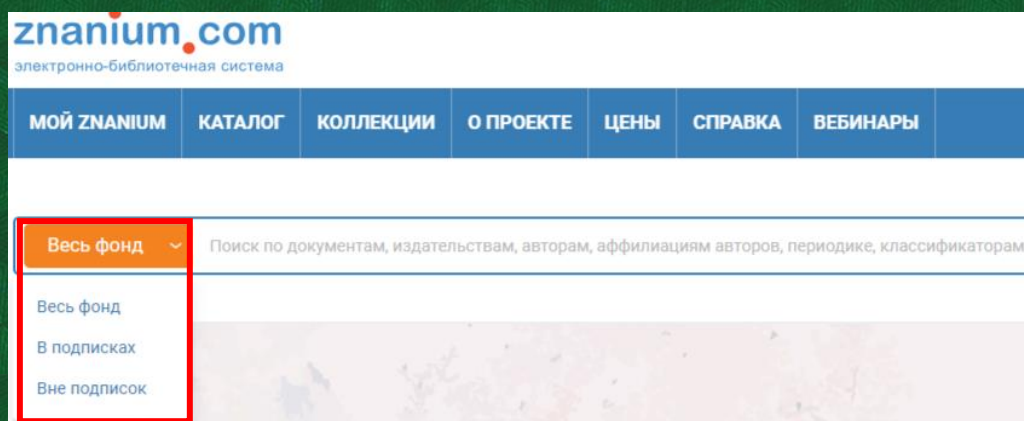 znanium.com
электронно-библиотечная система
МОЙ ZNANIUM КАТАЛОГ КОЛЛЕКЦИИ О ПРОЕКТЕ ЦЕНЫ СПРАВКА ВЕБИНАРЫ
Весь фонд Поиск по документам, издательствам, авторам, аффилиациям авторов, периодике, классификаторам
Весь фонд
В подписках
Вне подписок